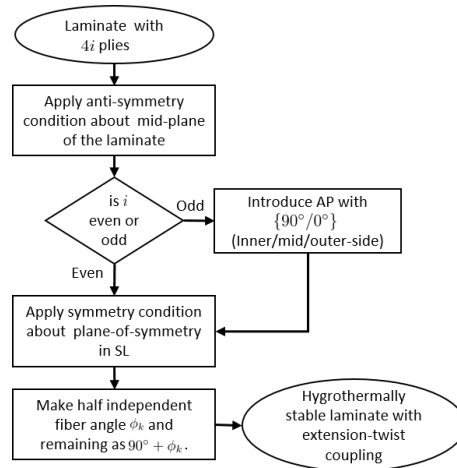 Laminate with
4i plies
Apply anti-symmetry
condition about mid-plane
of the laminate
is i
even or
odd
Odd
Introduce AP with
{90°/0°}
(Inner/mid/outer-side)
Even
Apply symmetry condition
about plane-of-symmetry
in SL
Make half independent
fiber angle ϕₖ and
remaining as 90° + ϕₖ.
Hygrothermally
stable laminate with
extension-twist
coupling